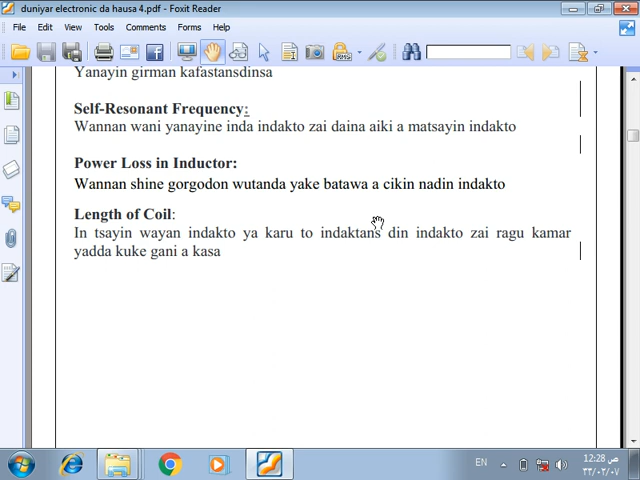 duniyar electronic da hausa 4.pdf - Foxit Reader
File Edit View Tools Comments Forms Help
Yanayin girman kafastansdinsa
Self-Resonant Frequency:
Wannan wani yanayine inda indakto zai daina aiki a matsayin indakto
Power Loss in Inductor:
Wannan shine gorgodon wutanda yake batawa a cikin nadin indakto
Length of Coil:
In tsayin wayan indakto ya karu to indaktans din indakto zai ragu kamar
yadda kuke gani a kasa
EN
12:28 ص
٣٣/٠٢/٠٧